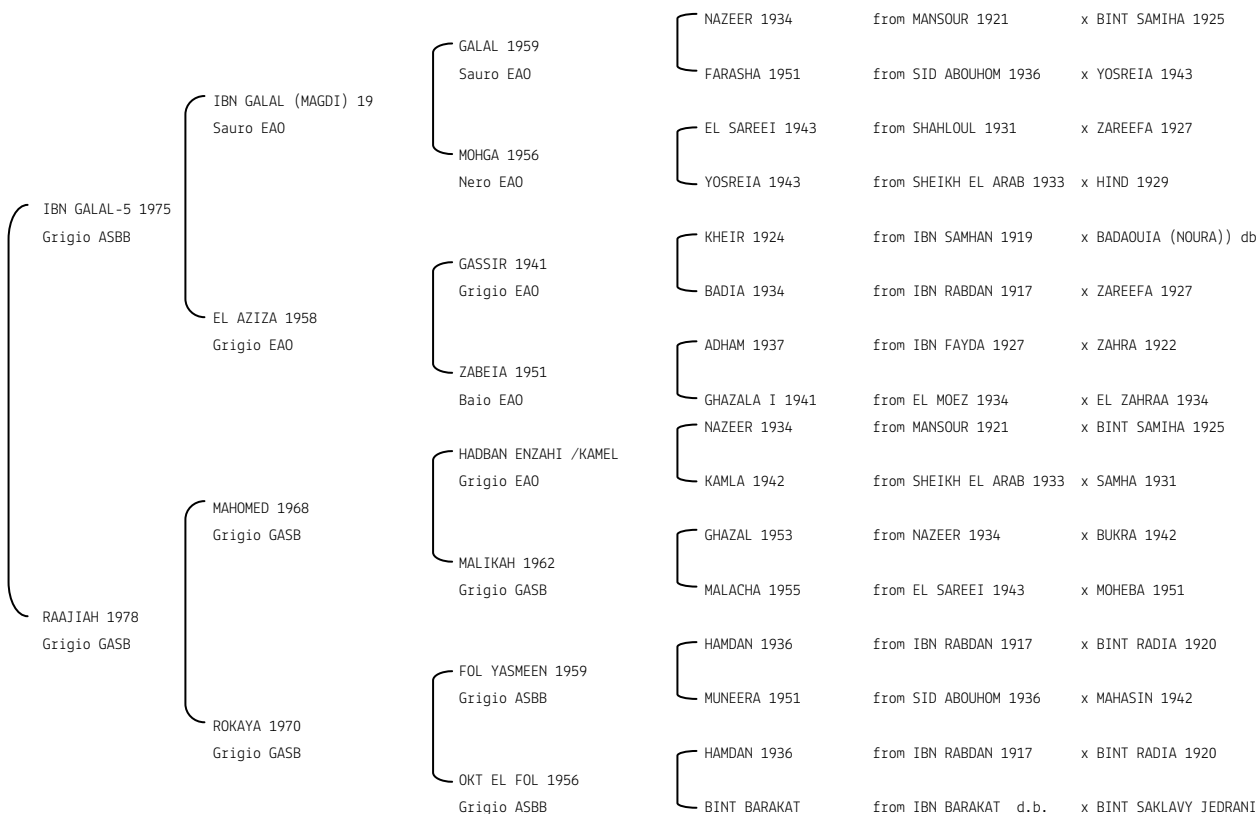 NAZEER 1934 from MANSOUR 1921 x BINT SAMIHA 1925
GALAL 1959
Sauro EAO
FARASHA 1951 from SID ABOUHOM 1936 x YOSREIA 1943
IBN GALAL (MAGDI) 19
Sauro EAO
EL SAREEI 1943 from SHAHLOUL 1931 x ZAREEFA 1927
MOHGA 1956
Nero EAO
YOSREIA 1943 from SHEIKH EL ARAB 1933 x HIND 1929
IBN GALAL-5 1975
Grigio ASBB
KHEIR 1924 from IBN SAMHAN 1919 x BADAOUIA (NOURA)) db
GASSIR 1941
Grigio EAO
BADIA 1934 from IBN RABDAN 1917 x ZAREEFA 1927
EL AZIZA 1958
Grigio EAO
ADHAM 1937 from IBN FAYDA 1927 x ZAHRA 1922
ZABEIA 1951
Baio EAO
GHAZALA I 1941 from EL MOEZ 1934 x EL ZAHRAA 1934
NAZEER 1934 from MANSOUR 1921 x BINT SAMIHA 1925
HADBAN ENZAHI /KAMEL
Grigio EAO
KAMLA 1942 from SHEIKH EL ARAB 1933 x SAMHA 1931
MAHOMED 1968
Grigio GASB
GHAZAL 1953 from NAZEER 1934 x BUKRA 1942
MALIKAH 1962
Grigio GASB
MALACHA 1955 from EL SAREEI 1943 x MOHEBA 1951
RAAJIAH 1978
Grigio GASB
HAMDAN 1936 from IBN RABDAN 1917 x BINT RADIA 1920
FOL YASMEEN 1959
Grigio ASBB
MUNEERA 1951 from SID ABOUHOM 1936 x MAHASIN 1942
ROKAYA 1970
Grigio GASB
HAMDAN 1936 from IBN RABDAN 1917 x BINT RADIA 1920
OKT EL FOL 1956
Grigio ASBB
BINT BARAKAT from IBN BARAKAT d.b. x BINT SAKLAVY JEDRANI